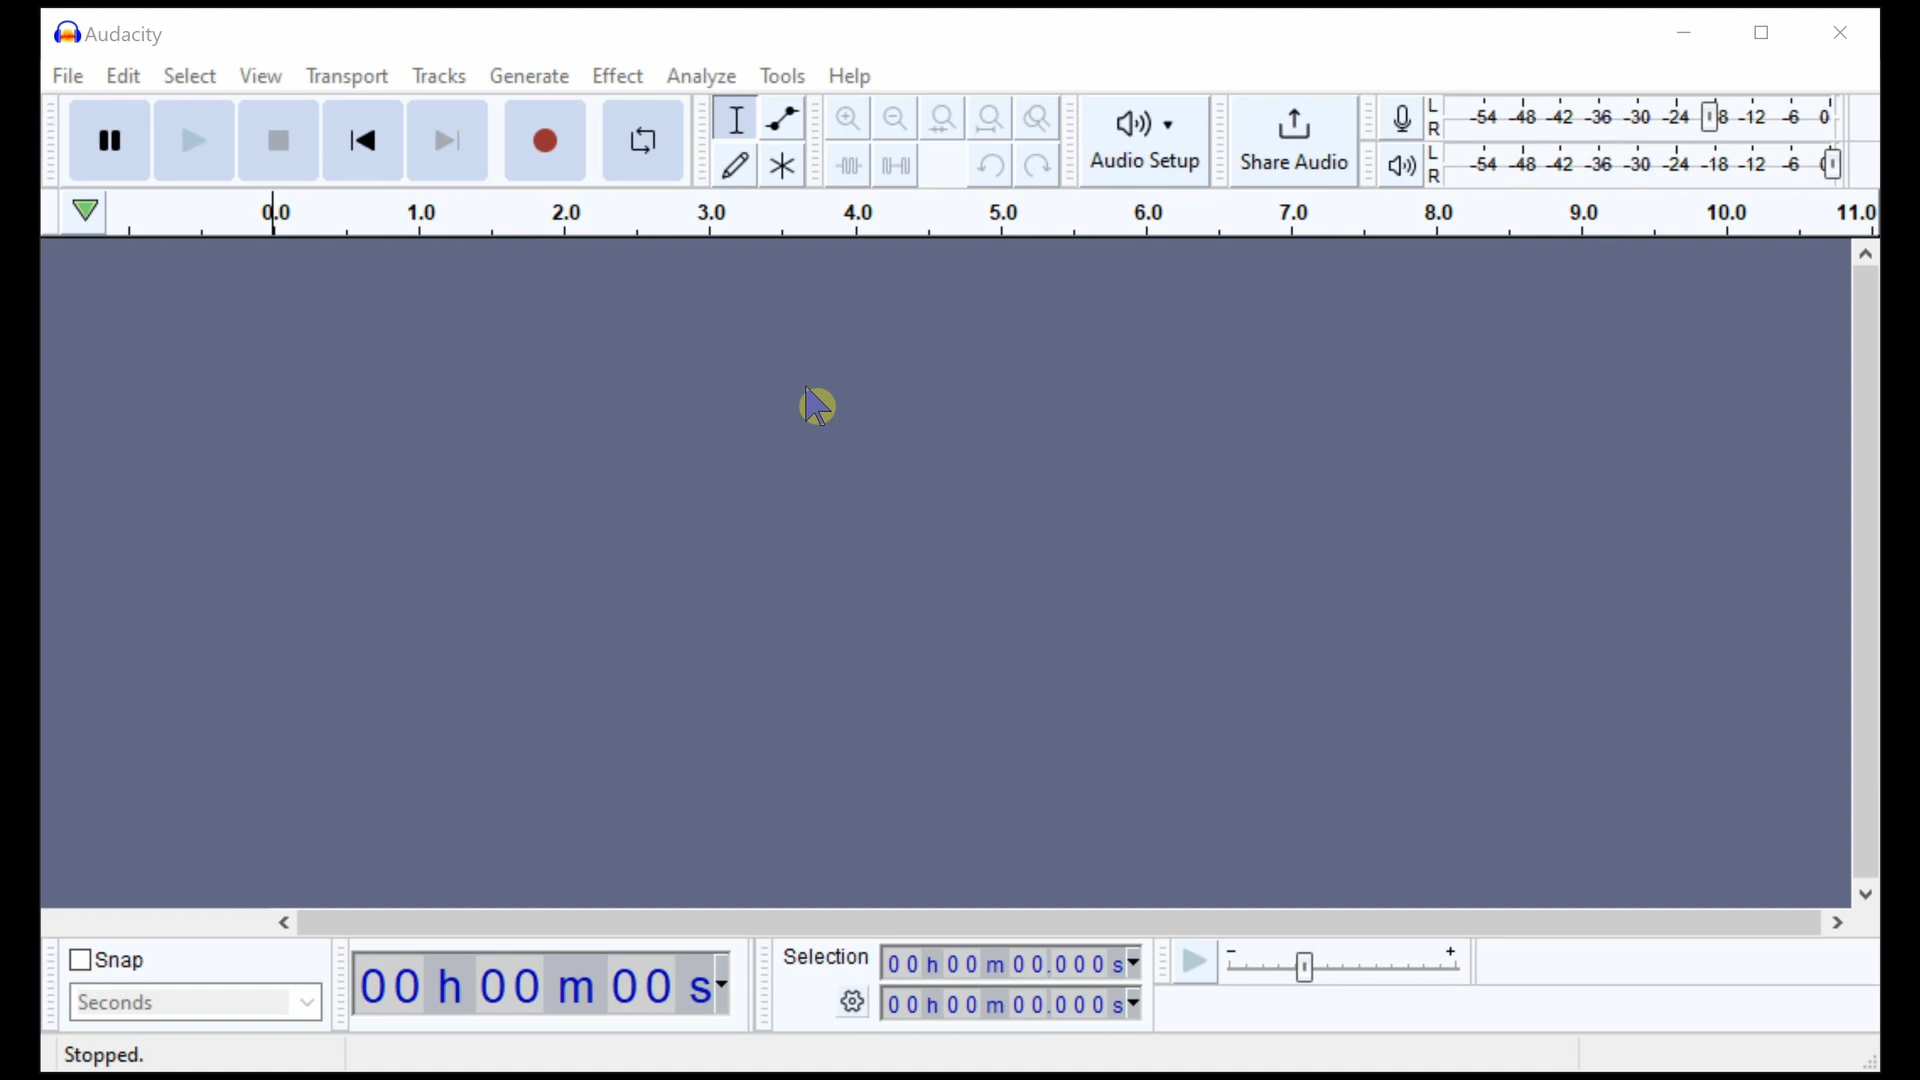 Audacity
File Edit Select View Transport Tracks Generate Effect Analyze Tools Help
Audio Setup
Share Audio
L
R
-54 -48 -42 -36 -30 -24 8 -12 -6 0
L
R
-54 -48 -42 -36 -30 -24 -18 -12 -6 0
0.0 1.0 2.0 3.0 4.0 5.0 6.0 7.0 8.0 9.0 10.0 11.0
Snap
Seconds
00 h 00 m 00 s
Selection
00 h 00 m 00.000 s
00 h 00 m 00.000 s
- +
Stopped.